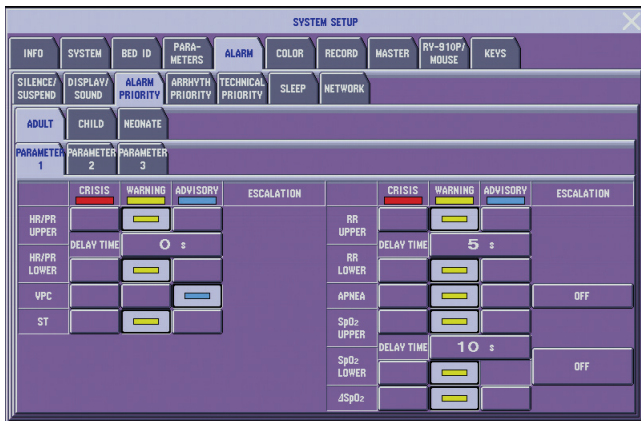 SYSTEM SETUP
INFO SYSTEM BED ID PARA-METERS ALARM COLOR RECORD MASTER RY-910P/MOUSE KEYS
SILENCE/SUSPEND DISPLAY/SOUND ALARM PRIORITY ARRHYTH PRIORITY TECHNICAL PRIORITY SLEEP NETWORK
ADULT CHILD NEONATE
PARAMETER 1 PARAMETER 2 PARAMETER 3
CRISIS WARNING ADVISORY ESCALATION
HR/PR UPPER
DELAY TIME 0 s
HR/PR LOWER
VPC
ST
CRISIS WARNING ADVISORY ESCALATION
RR UPPER
DELAY TIME 5 s
RR LOWER
APNEA OFF
SpO2 UPPER
DELAY TIME 10 s
SpO2 LOWER OFF
ΔSpO2